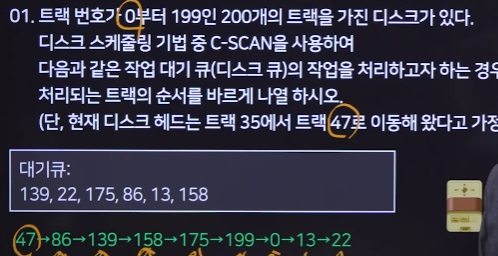 01. 트랙 번호가 0부터 199인 200개의 트랙을 가진 디스크가 있다.
디스크 스케줄링 기법 중 C-SCAN을 사용하여
다음과 같은 작업 대기 큐(디스크 큐)의 작업을 처리하고자 하는 경우
처리되는 트랙의 순서를 바르게 나열 하시오.
(단, 현재 디스크 헤드는 트랙 35에서 트랙 47로 이동해 왔다고 가정
대기큐:
139, 22, 175, 86, 13, 158
47→86→139→158→175→199→0→13→22